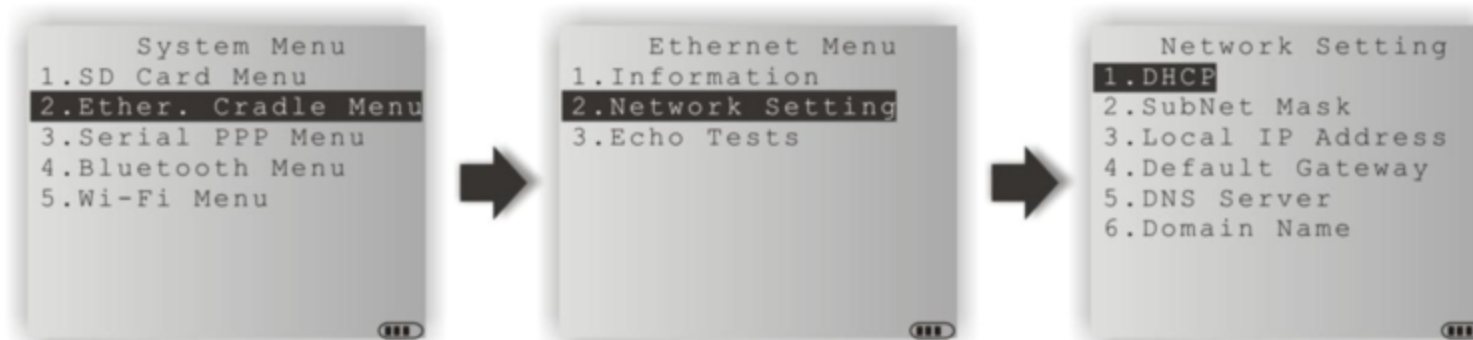 System Menu
1.SD Card Menu
2.Ether. Cradle Menu
3.Serial PPP Menu
4.Bluetooth Menu
5.Wi-Fi Menu
Ethernet Menu
1.Information
2.Network Setting
3.Echo Tests
Network Setting
1.DHCP
2.SubNet Mask
3.Local IP Address
4.Default Gateway
5.DNS Server
6.Domain Name